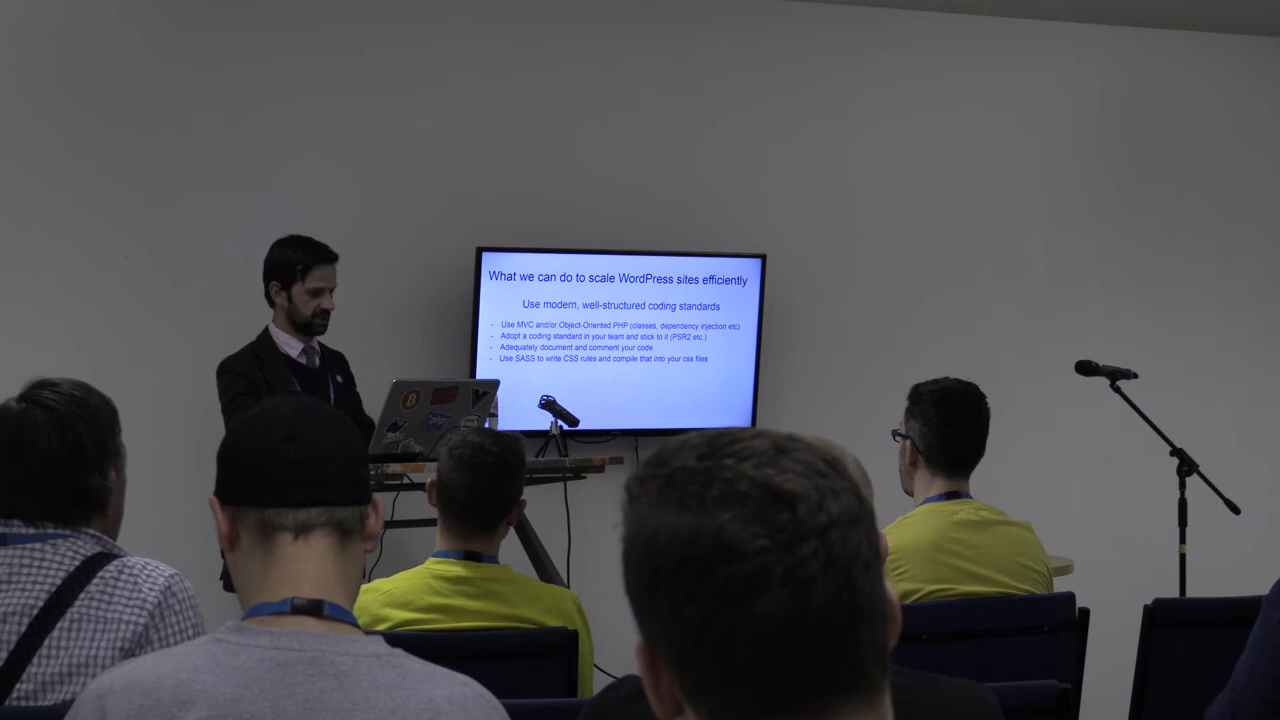 What we can do to scale WordPress sites efficiently
Use modern, well-structured coding standards
- Use MVC and/or Object-Oriented PHP (classes, dependency injection etc)
- Adopt a coding standard in your team and stick to it (PSR2 etc.)
- Adequately document and comment your code
- Use SASS to write CSS rules and compile that into your css files